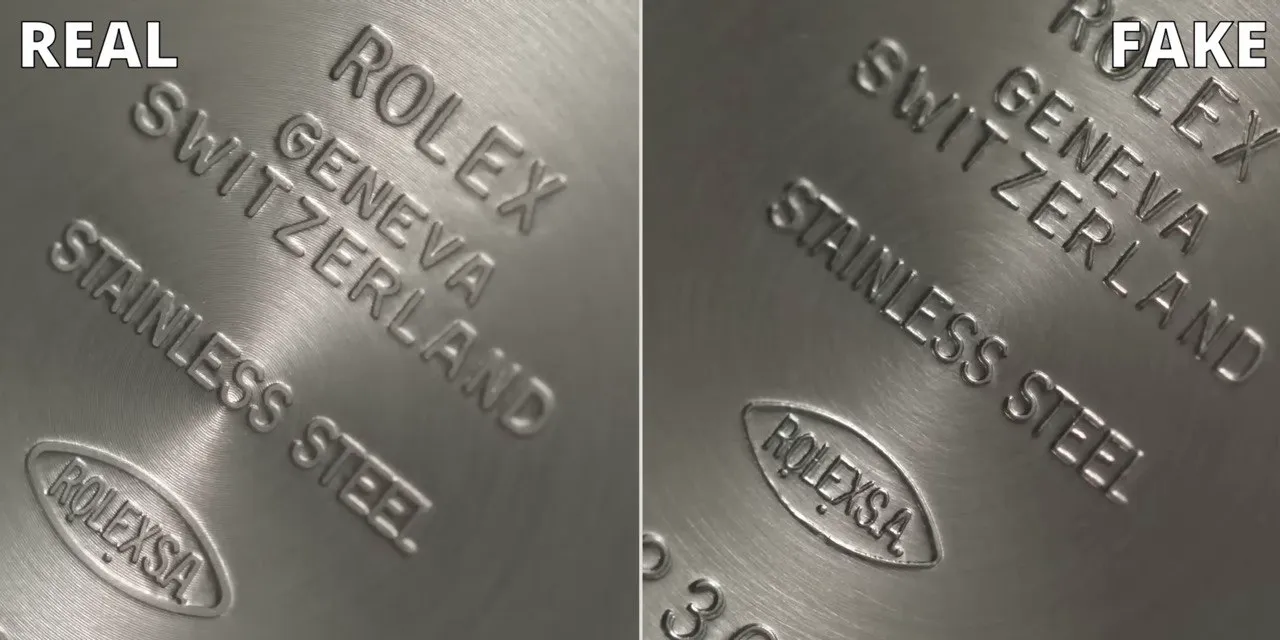 REAL
ROLEX
GENEVA
SWITZERLAND
STAINLESS STEEL
ROLEX S.A.
FAKE
ROLEX
GENEVA
SWITZERLAND
STAINLESS STEEL
ROLEX S.A.